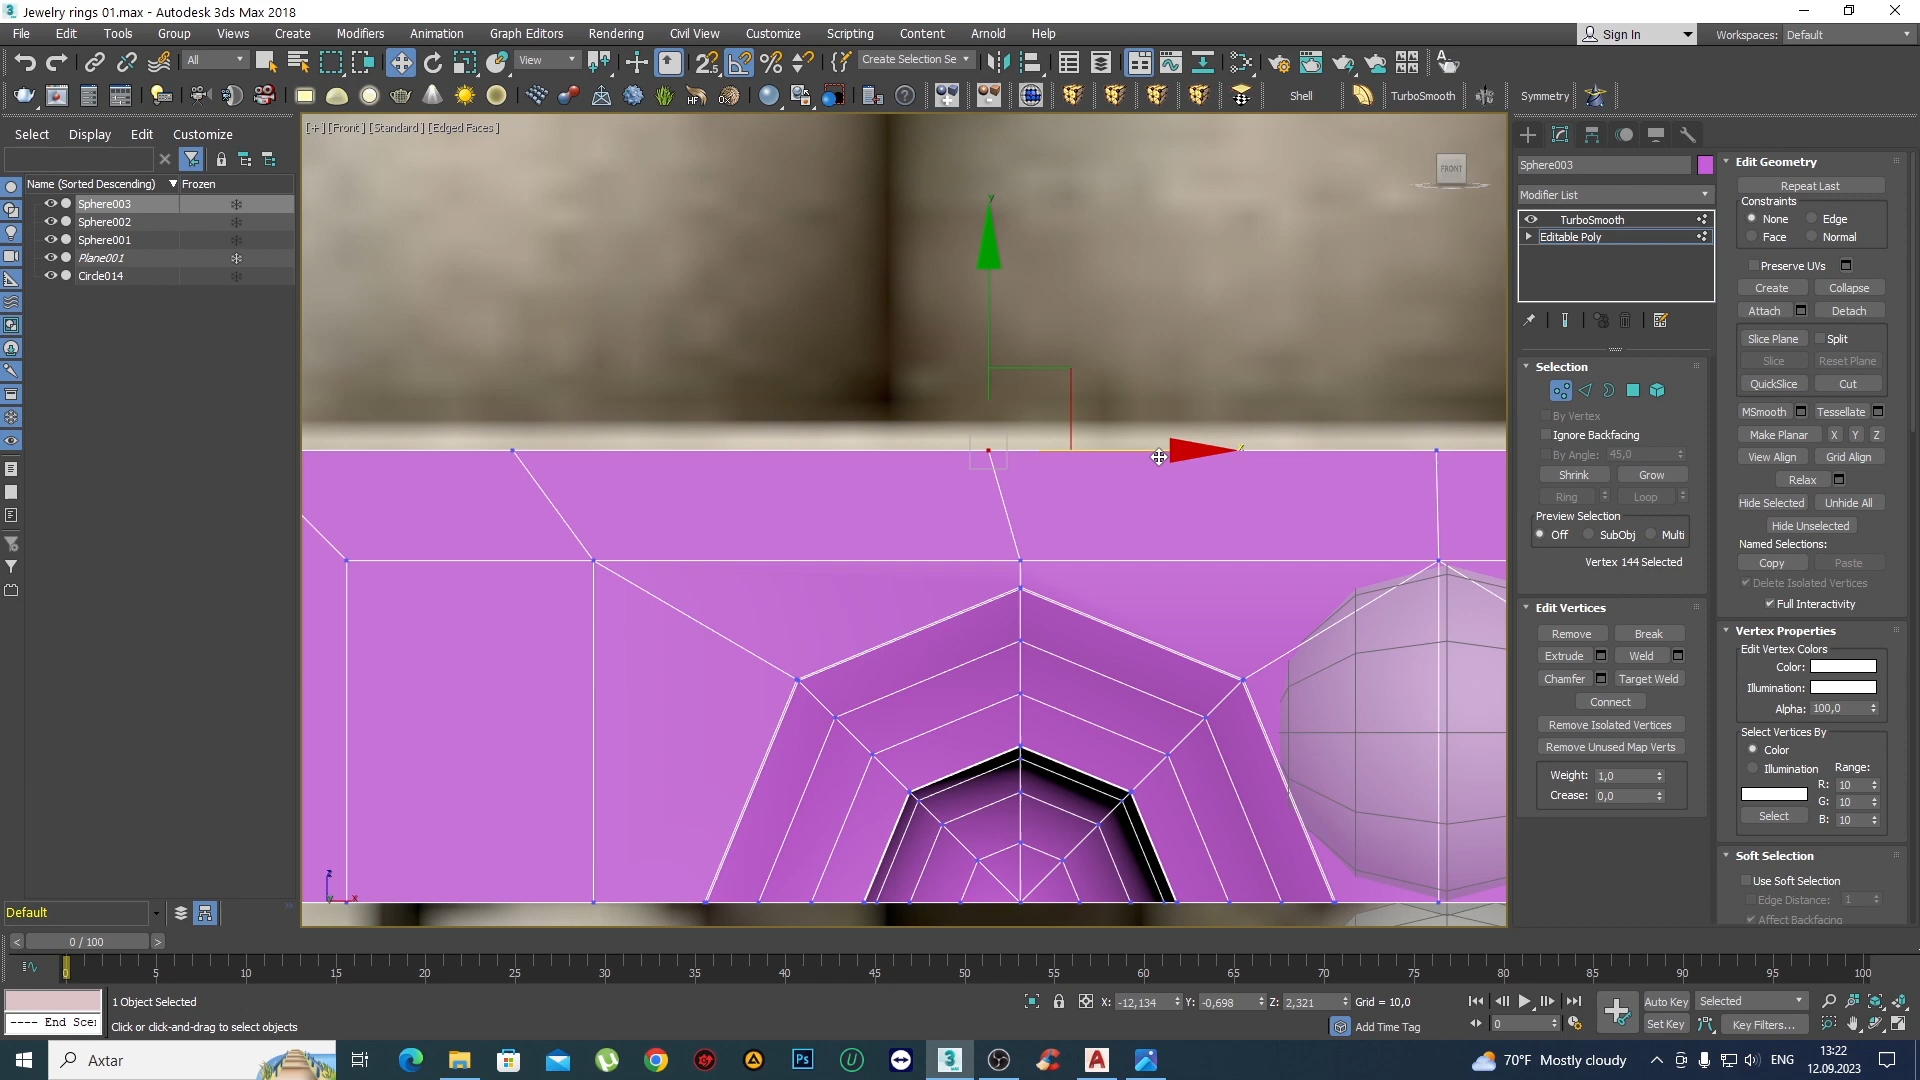 Jewelry rings 01.max - Autodesk 3ds Max 2018
File Edit Tools Group Views Create Modifiers Animation Graph Editors Rendering Civil View Customize Scripting Content Arnold Help
Sign In Workspaces: Default
All View Create Selection Se
Shell TurboSmooth Symmetry
Select Display Edit Customize
[+] [Front] [Standard] [Edged Faces]
FRONT
Name (Sorted Descending) Frozen
Sphere003
Sphere002
Sphere001
Plane001
Circle014
y
x
z
x
Sphere003
Modifier List
TurboSmooth
Editable Poly
Selection
By Vertex
Ignore Backfacing
By Angle: 45,0
Shrink Grow
Ring Loop
Preview Selection
Off SubObj Multi
Vertex 144 Selected
Edit Vertices
Remove Break
Extrude Weld
Chamfer Target Weld
Connect
Remove Isolated Vertices
Remove Unused Map Verts
Weight: 1,0
Crease: 0,0
Edit Geometry
Repeat Last
Constraints
None Edge
Face Normal
Preserve UVs
Create Collapse
Attach Detach
Slice Plane Split
Slice Reset Plane
QuickSlice Cut
MSmooth Tessellate
Make Planar X Y Z
View Align Grid Align
Relax
Hide Selected Unhide All
Hide Unselected
Named Selections:
Copy Paste
Delete Isolated Vertices
Full Interactivity
Vertex Properties
Edit Vertex Colors
Color:
Illumination:
Alpha: 100,0
Select Vertices By
Color
Illumination Range:
R: 10
G: 10
B: 10
Select
Soft Selection
Use Soft Selection
Edge Distance: 1
Affect Backfacing
Default
0 / 100
0 5 10 15 20 25 30 35 40 45 50 55 60 65 70 75 80 85 90 95 100
1 Object Selected
---- End Scer
Click or click-and-drag to select objects
X: -12,134 Y: -0,698 Z: 2,321 Grid = 10,0
Add Time Tag
0
Auto Key Selected
Set Key Key Filters...
Axtar
70°F Mostly cloudy
ENG
13:22
12.09.2023